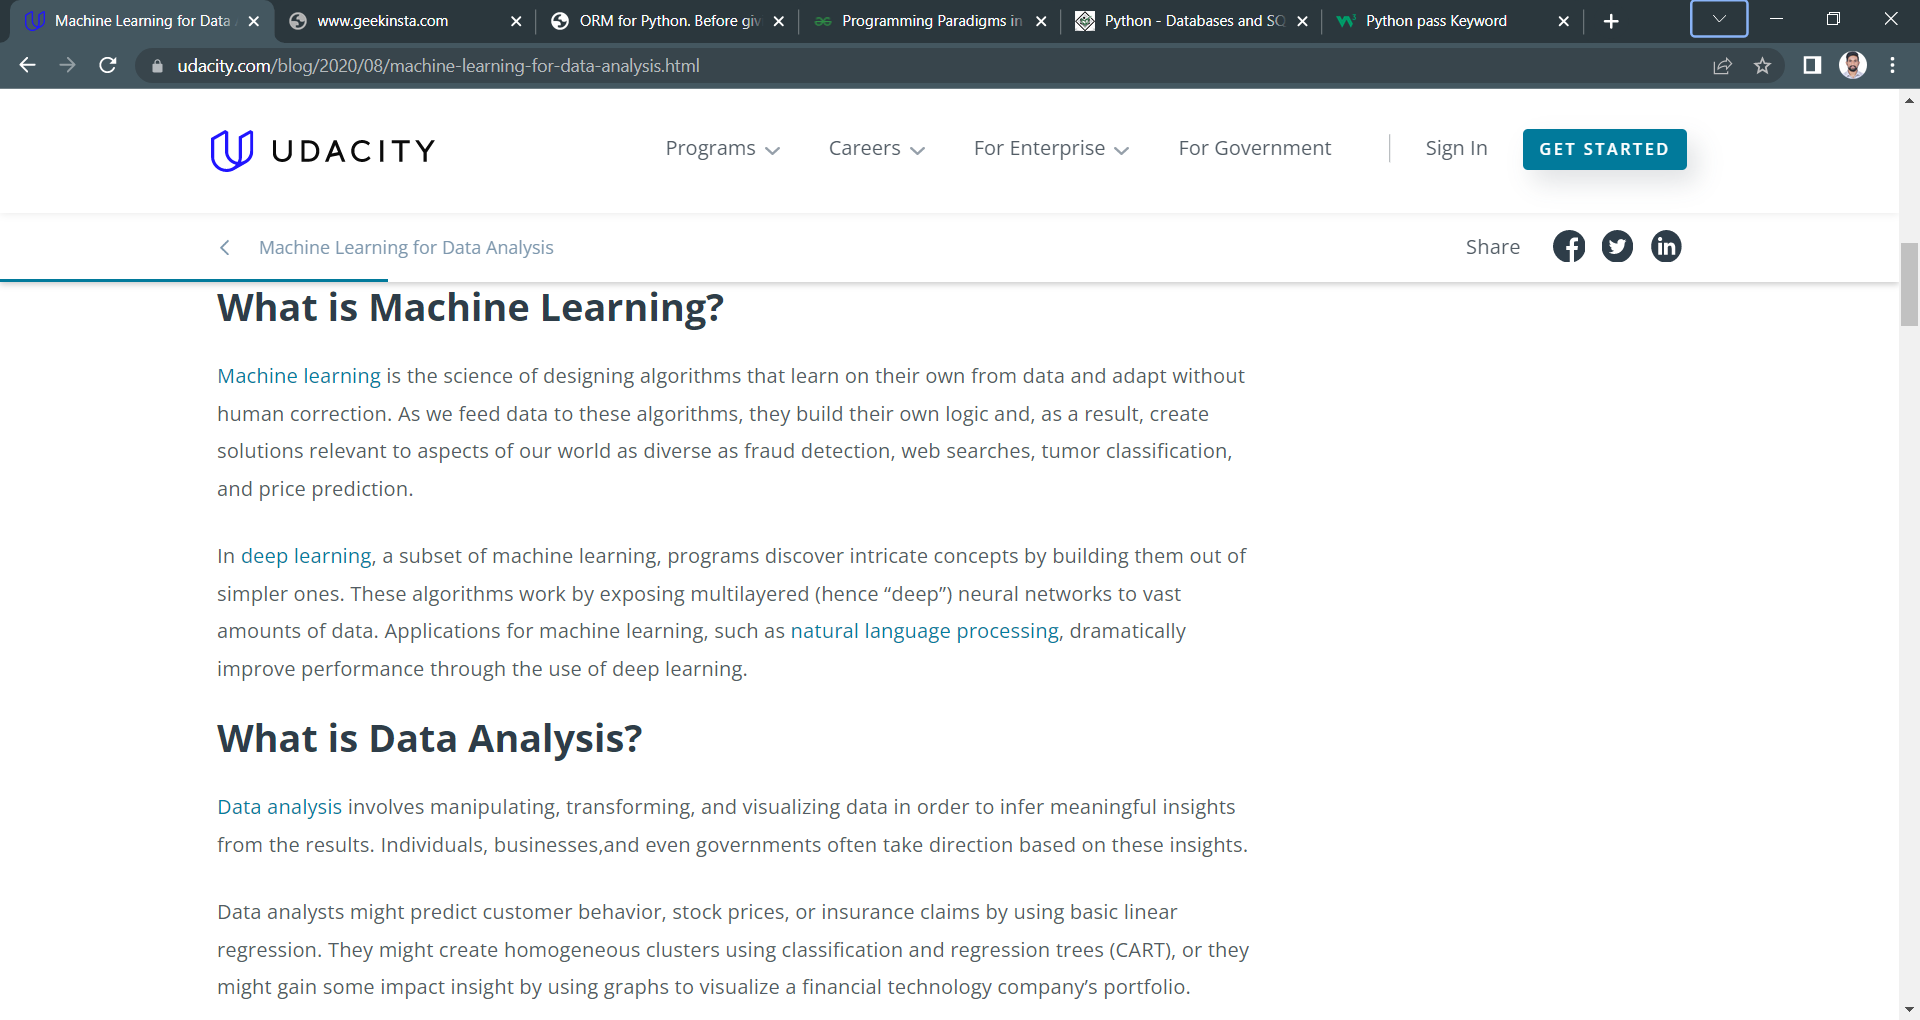 Machine Learning for Data
www.geekinsta.com
ORM for Python. Before giv
Programming Paradigms in
Python - Databases and SQ
Python pass Keyword
udacity.com/blog/2020/08/machine-learning-for-data-analysis.html
UDACITY
Programs
Careers
For Enterprise
For Government
Sign In
GET STARTED
Machine Learning for Data Analysis
Share
What is Machine Learning?
Machine learning is the science of designing algorithms that learn on their own from data and adapt without
human correction. As we feed data to these algorithms, they build their own logic and, as a result, create
solutions relevant to aspects of our world as diverse as fraud detection, web searches, tumor classification,
and price prediction.
In deep learning, a subset of machine learning, programs discover intricate concepts by building them out of
simpler ones. These algorithms work by exposing multilayered (hence “deep”) neural networks to vast
amounts of data. Applications for machine learning, such as natural language processing, dramatically
improve performance through the use of deep learning.
What is Data Analysis?
Data analysis involves manipulating, transforming, and visualizing data in order to infer meaningful insights
from the results. Individuals, businesses,and even governments often take direction based on these insights.
Data analysts might predict customer behavior, stock prices, or insurance claims by using basic linear
regression. They might create homogeneous clusters using classification and regression trees (CART), or they
might gain some impact insight by using graphs to visualize a financial technology company’s portfolio.